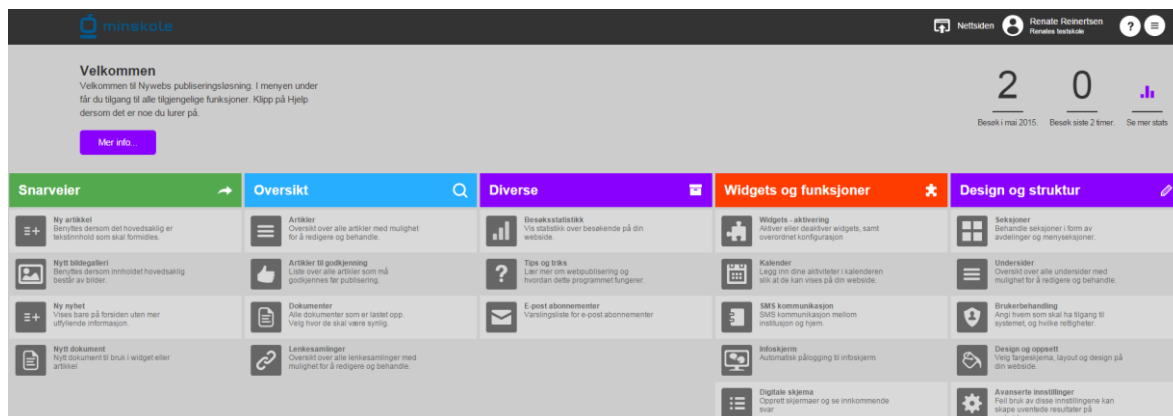 minskole
Nettsiden
Renate Reinertsen
Renates testskole
?
Velkommen
Velkommen til Nywebs publiseringsløsning. I menyen under
får du tilgang til alle tilgjengelige funksjoner. Klipp på Hjelp
dersom det er noe du lurer på.
Mer info...
2
Besøk i mai 2015.
0
Besøk siste 2 timer.
Se mer stats
Snarveier
Ny artikkel
Benyttes dersom det hovedsaklig er
tekstinnhold som skal formidles.
Nytt bildegalleri
Benyttes dersom innholdet hovedsaklig
består av bilder.
Ny nyhet
Vises bare på forsiden uten mer
utfyllende informasjon.
Nytt dokument
Nytt dokument til bruk i widget eller
artikkel
Oversikt
Artikler
Oversikt over alle artikler med mulighet
for å redigere og behandle.
Artikler til godkjenning
Liste over alle artikler som må
godkjennes før publisering.
Dokumenter
Alle dokumenter som er lastet opp.
Velg hvor de skal være synlig.
Lenkesamlinger
Oversikt over alle lenkesamlinger med
mulighet for å redigere og behandle.
Diverse
Besøksstatistikk
Vis statistikk over besøkende på din
webside.
?
Tips og triks
Lær mer om webpublisering og
hvordan dette programmet fungerer.
E-post abonnementer
Varslingsliste for e-post abonnementer
Widgets og funksjoner
Widgets - aktivering
Aktiver eller deaktiver widgets, samt
overordnet konfigurasjon
Kalender
Legg inn dine aktiviteter i kalenderen
slik at de kan vises på din webside.
SMS kommunikasjon
SMS kommunikasjon mellom
institusjon og hjem.
Infoskjerm
Automatisk pålogging til infoskjerm.
Digitale skjema
Opprett skjermaer og se innkommende
svar
Design og struktur
Seksjoner
Behandle seksjoner i form av
avdelinger og menyseksjoner.
Undersider
Oversikt over alle undersider med
mulighet for å redigere og behandle.
Brukerbehandling
Angi hvem som skal ha tilgang til
systemet, og hvilke rettigheter.
Design og oppsett
Velg fargeskjema, layout og design på
din webside.
Avanserte innstillinger
Feil bruk av disse innstillingene kan
skape uventede resultater på